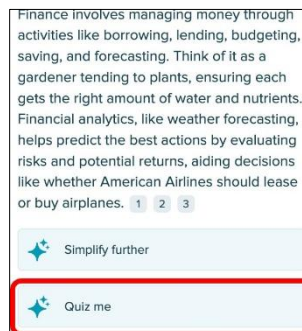 Finance involves managing money through
activities like borrowing, lending, budgeting,
saving, and forecasting. Think of it as a
gardener tending to plants, ensuring each
gets the right amount of water and nutrients.
Financial analytics, like weather forecasting,
helps predict the best actions by evaluating
risks and potential returns, aiding decisions
like whether American Airlines should lease
or buy airplanes. 1 2 3
Simplify further
Quiz me